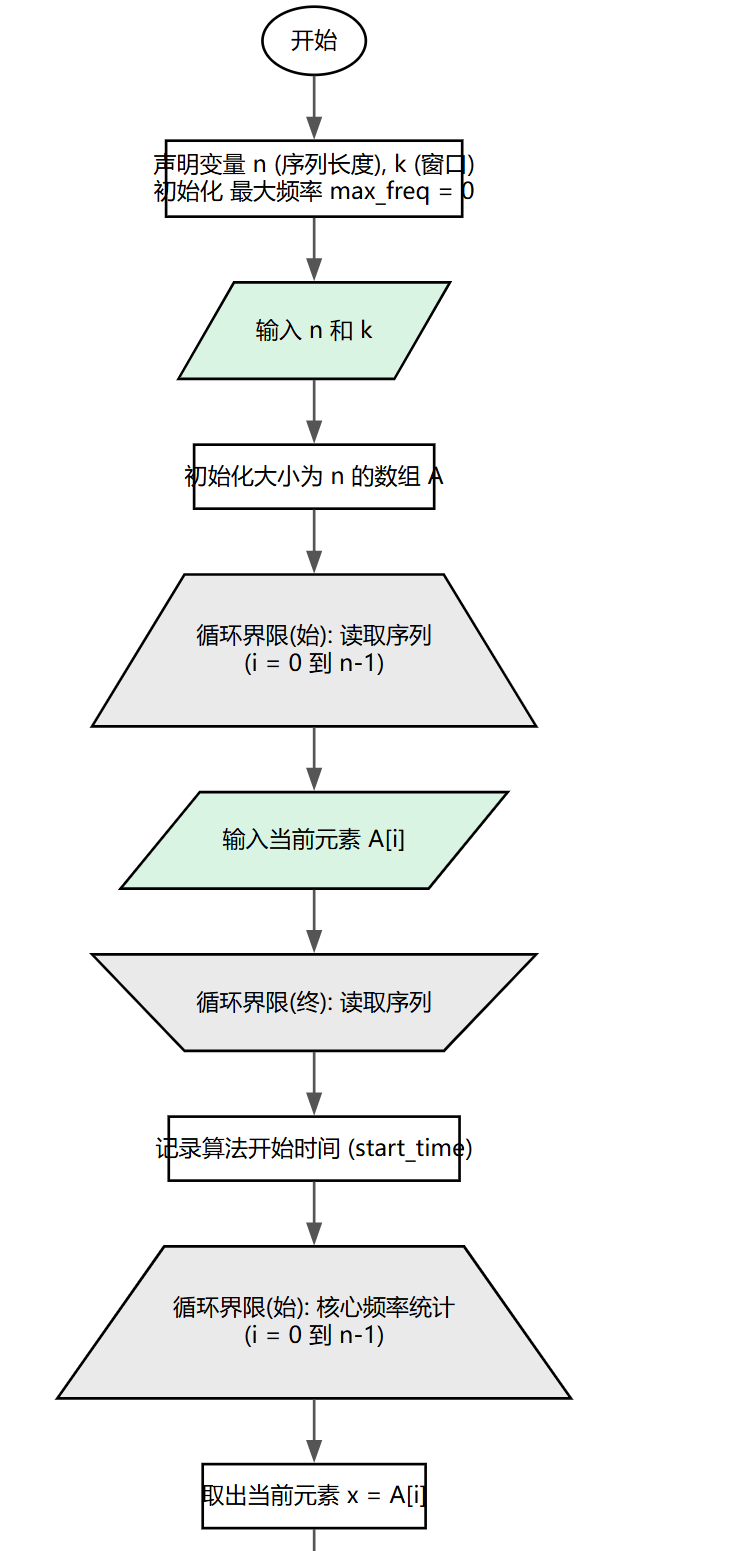 开始
声明变量 n (序列长度), k (窗口)
初始化 最大频率 max_freq = 0
输入 n 和 k
初始化大小为 n 的数组 A
循环界限(始): 读取序列
(i = 0 到 n-1)
输入当前元素 A[i]
循环界限(终): 读取序列
记录算法开始时间 (start_time)
循环界限(始): 核心频率统计
(i = 0 到 n-1)
取出当前元素 x = A[i]